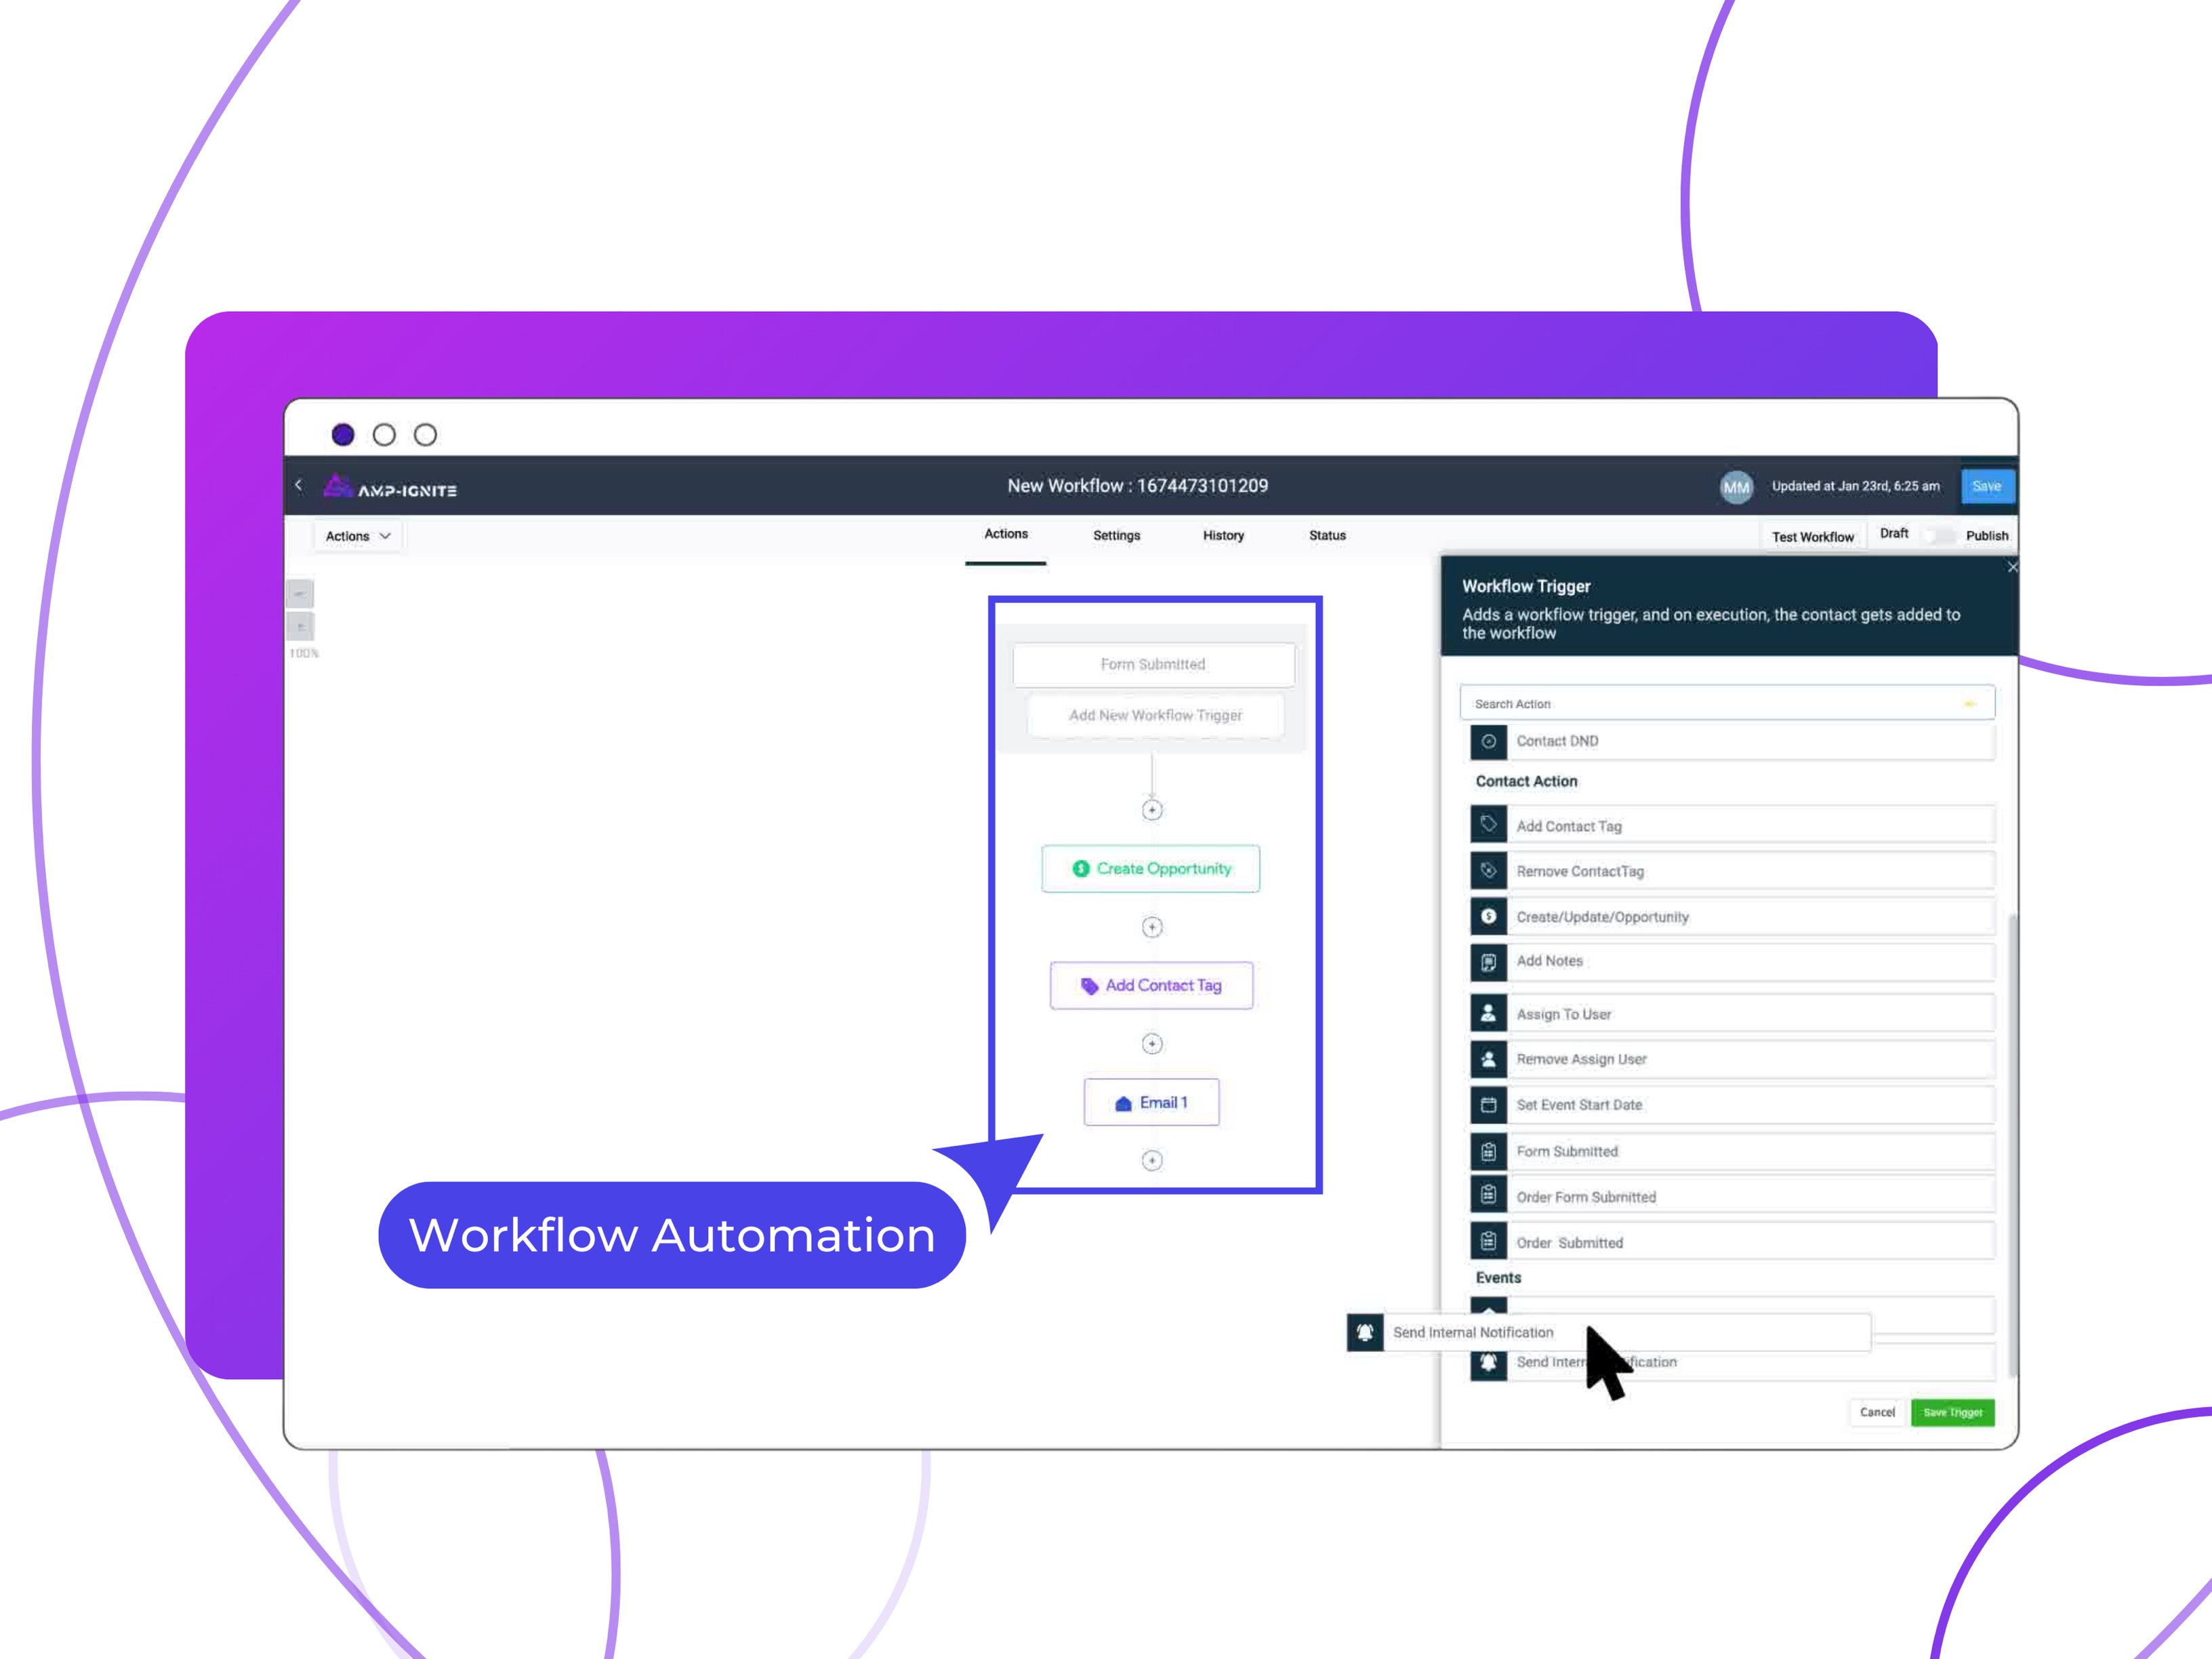 AMP-IGNITE
New Workflow : 1674473101209
MM
Updated at Jan 23rd, 6:25 am
Save
Actions
Actions
Settings
History
Status
Test Workflow
Draft
Publish
100%
Form Submitted
Add New Workflow Trigger
Create Opportunity
Add Contact Tag
Email 1
Workflow Automation
Workflow Trigger
Adds a workflow trigger, and on execution, the contact gets added to
the workflow
Search Action
Contact DND
Contact Action
Add Contact Tag
Remove ContactTag
Create/Update/Opportunity
Add Notes
Assign To User
Remove Assign User
Set Event Start Date
Form Submitted
Order Form Submitted
Order Submitted
Events
Send Internal Notification
Send Intern ification
Cancel
Save Trigger